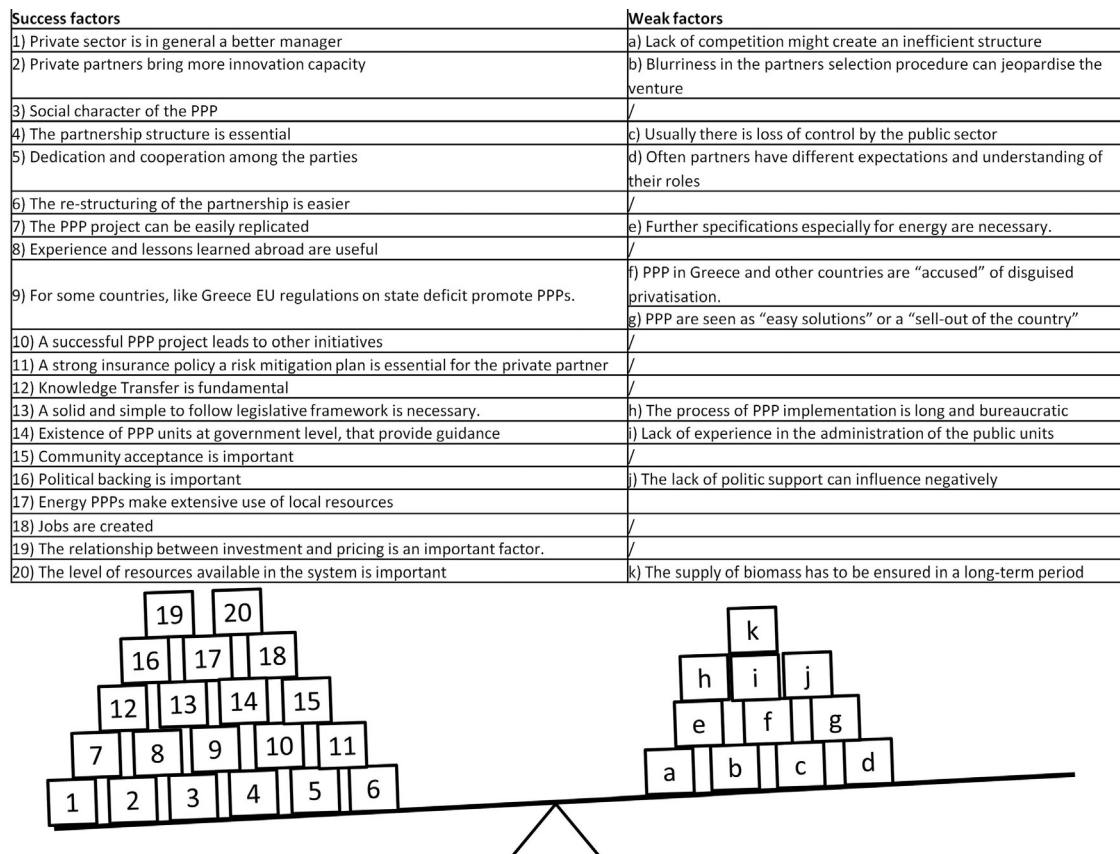 Success factors
Weak factors
1) Private sector is in general a better manager
a) Lack of competition might create an inefficient structure
2) Private partners bring more innovation capacity
b) Blurriness in the partners selection procedure can jeopardise the
venture
3) Social character of the PPP
/
4) The partnership structure is essential
c) Usually there is loss of control by the public sector
5) Dedication and cooperation among the parties
d) Often partners have different expectations and understanding of
their roles
6) The re-structuring of the partnership is easier
/
7) The PPP project can be easily replicated
e) Further specifications especially for energy are necessary.
8) Experience and lessons learned abroad are useful
/
9) For some countries, like Greece EU regulations on state deficit promote PPPs.
f) PPP in Greece and other countries are “accused” of disguised
privatisation.
g) PPP are seen as “easy solutions” or a “sell-out of the country”
10) A successful PPP project leads to other initiatives
/
11) A strong insurance policy a risk mitigation plan is essential for the private partner
/
12) Knowledge Transfer is fundamental
/
13) A solid and simple to follow legislative framework is necessary.
h) The process of PPP implementation is long and bureaucratic
14) Existence of PPP units at government level, that provide guidance
i) Lack of experience in the administration of the public units
15) Community acceptance is important
/
16) Political backing is important
j) The lack of politic support can influence negatively
17) Energy PPPs make extensive use of local resources
18) Jobs are created
/
19) The relationship between investment and pricing is an important factor.
/
20) The level of resources available in the system is important
k) The supply of biomass has to be ensured in a long-term period
19 20
16 17 18
12 13 14 15
7 8 9 10 11
1 2 3 4 5 6
k
h i j
e f g
a b c d